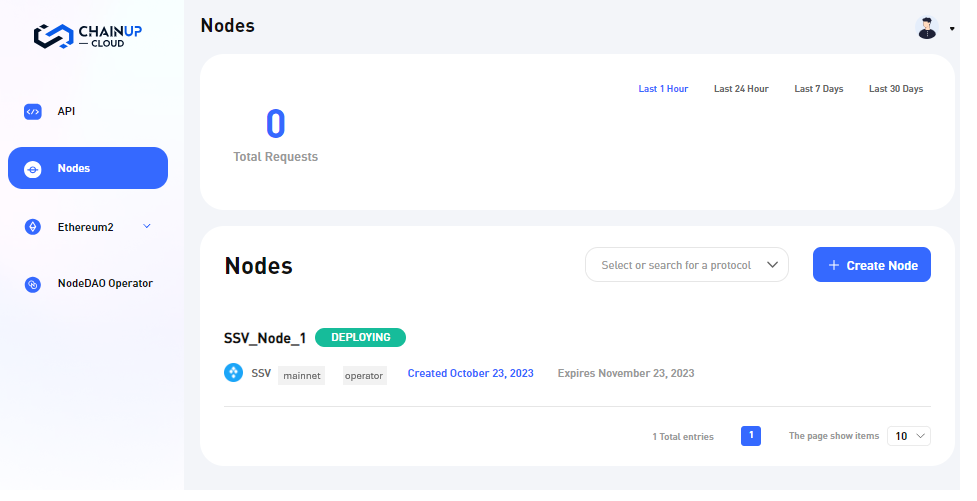 CHAINUP
CLOUD
Nodes
API
Nodes
Ethereum2
NodeDAO Operator
Last 1 Hour Last 24 Hour Last 7 Days Last 30 Days
0
Total Requests
Nodes
Select or search for a protocol
+ Create Node
SSV_Node_1 DEPLOYING
SSV mainnet operator Created October 23, 2023 Expires November 23, 2023
1 Total entries 1 The page show items 10